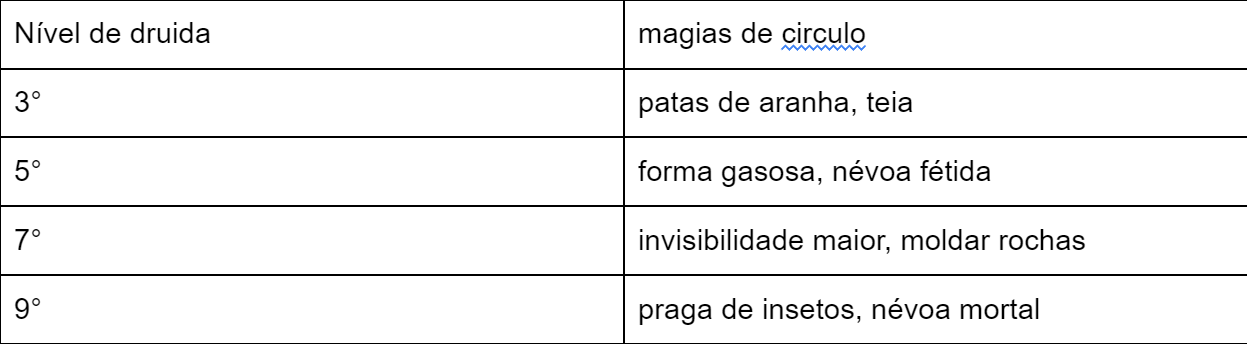 Nível de druida magias de circulo
3° patas de aranha, teia
5° forma gasosa, névoa fétida
7° invisibilidade maior, moldar rochas
9° praga de insetos, névoa mortal